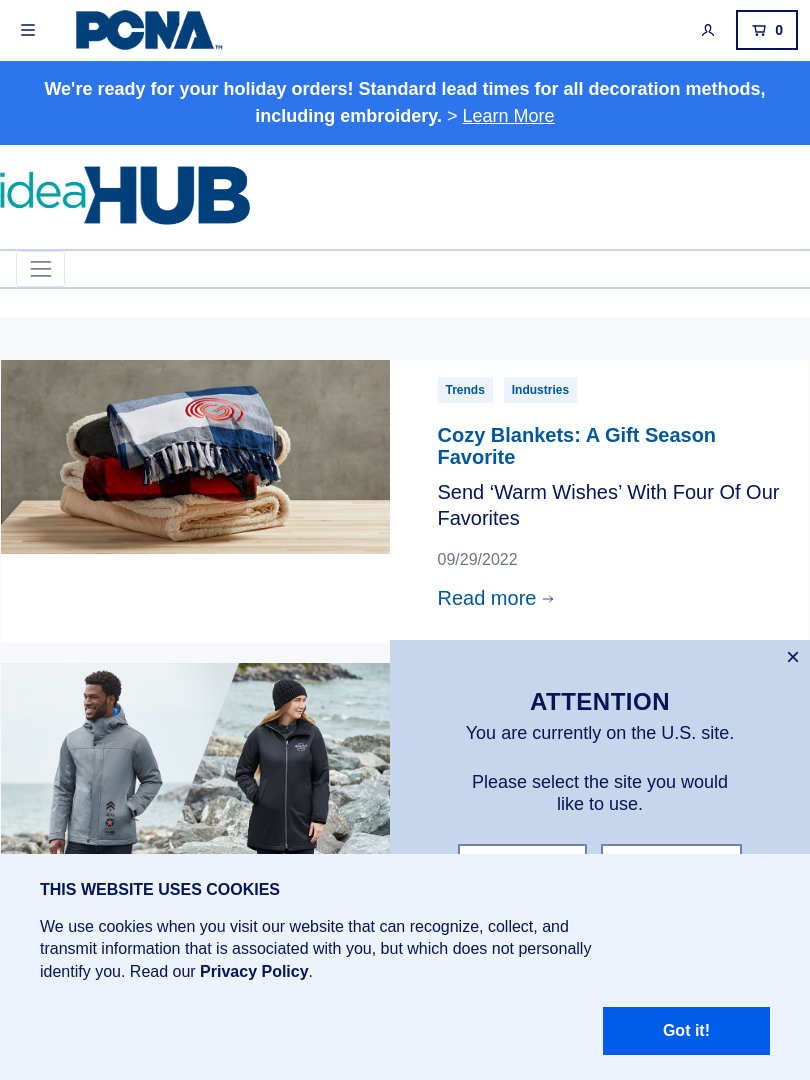 PCNA™
0
We're ready for your holiday orders! Standard lead times for all decoration methods,
including embroidery. > Learn More
ideaHUB
Trends Industries
Cozy Blankets: A Gift Season
Favorite
Send ‘Warm Wishes’ With Four Of Our
Favorites
09/29/2022
Read more →
×
ATTENTION
You are currently on the U.S. site.
Please select the site you would
like to use.
THIS WEBSITE USES COOKIES
We use cookies when you visit our website that can recognize, collect, and
transmit information that is associated with you, but which does not personally
identify you. Read our Privacy Policy.
Got it!